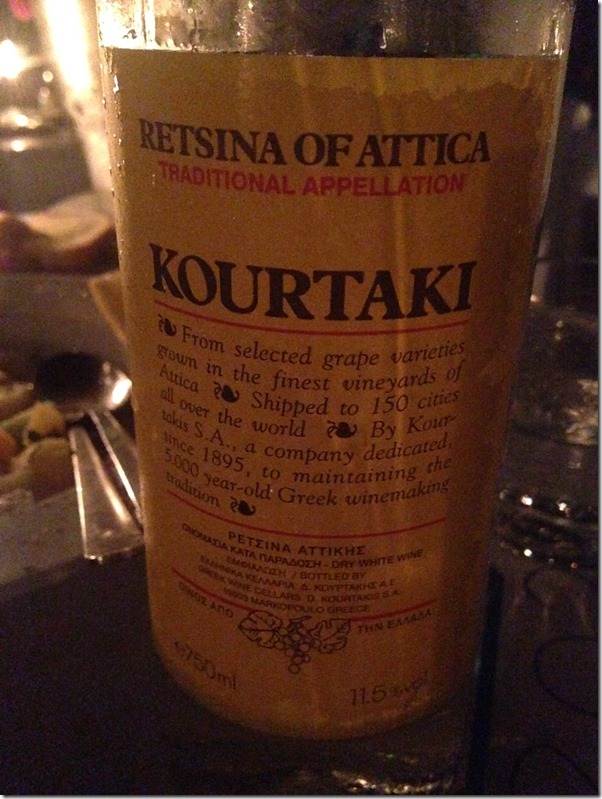 RETSINA OF ATTICA
TRADITIONAL APPELLATION
KOURTAKI
From selected grape varieties
grown in the finest vineyards of
Attica Shipped to 150 cities
all over the world By Kour-
takis S.A., a company dedicated,
since 1895, to maintaining the
5.000 year-old Greek winemaking
tradition
ΡΕΤΣΙΝΑ ΑΤΤΙΚΗΣ
ΟΝΟΜΑΣΙΑ ΚΑΤΑ ΠΑΡΑΔΟΣΗ - DRY WHITE WINE
ΕΜΦΙΑΛΩΣΗ / BOTTLED BY
ΕΛΛΗΝΙΚΑ ΚΕΛΛΑΡΙΑ Δ. ΚΟΥΡΤΑΚΗΣ Α.Ε.
GREEK WINE CELLARS D. KOURTAKIS S.A.
19003 MARKOPOULO GREECE
ΟΙΝΟΣ ΑΠΟ ΤΗΝ ΕΛΛΑΔΑ
e750ml 11.5%vol